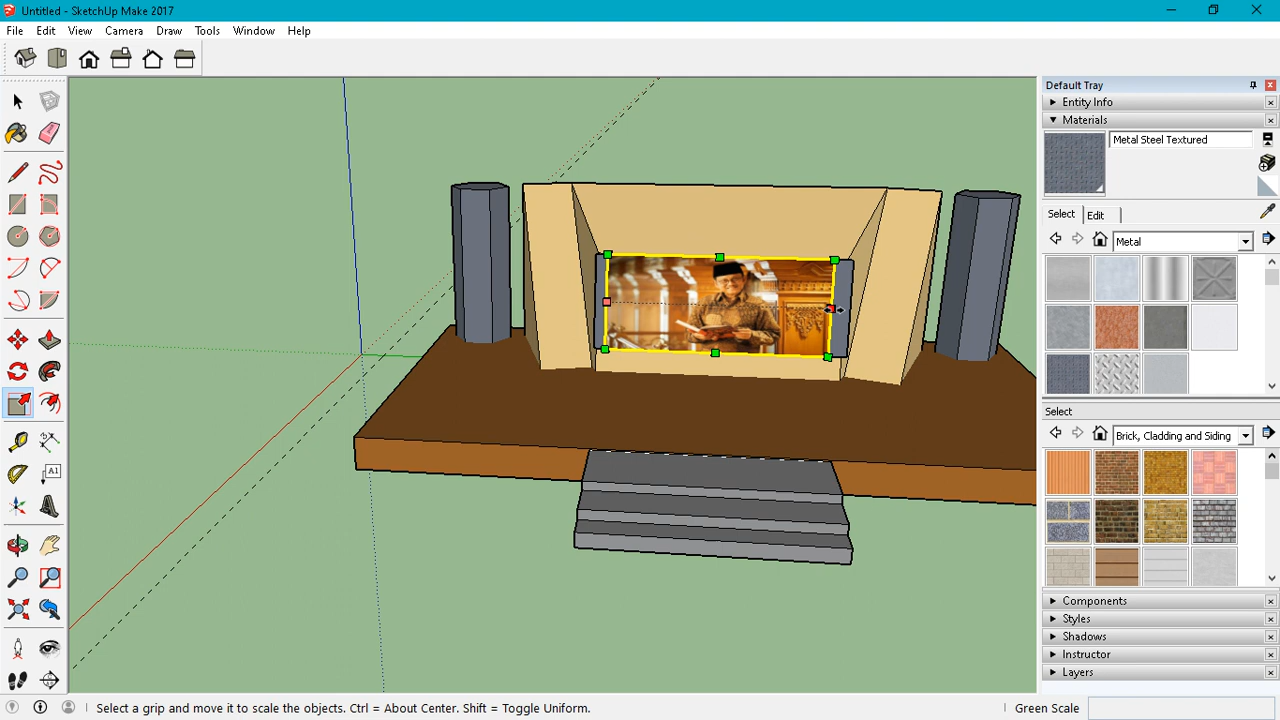 Untitled - SketchUp Make 2017
File Edit View Camera Draw Tools Window Help
Default Tray
Entity Info
Materials
Metal Steel Textured
Select Edit
Metal
Select
Brick, Cladding and Siding
Components
Styles
Shadows
Instructor
Layers
A1
Select a grip and move it to scale the objects. Ctrl = About Center. Shift = Toggle Uniform.
Green Scale